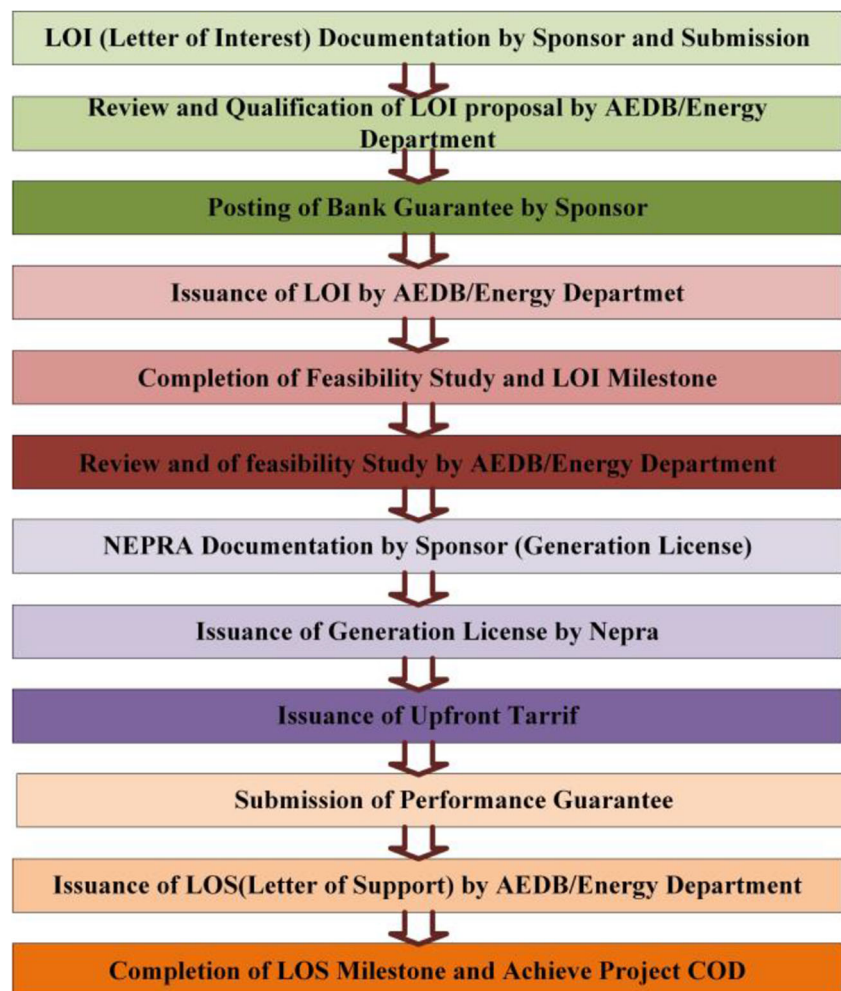 LOI (Letter of Interest) Documentation by Sponsor and Submission
Review and Qualification of LOI proposal by AEDB/Energy
Department
Posting of Bank Guarantee by Sponsor
Issuance of LOI by AEDB/Energy Departmet
Completion of Feasibility Study and LOI Milestone
Review and of feasibility Study by AEDB/Energy Department
NEPRA Documentation by Sponsor (Generation License)
Issuance of Generation License by Nepra
Issuance of Upfront Tarrif
Submission of Performance Guarantee
Issuance of LOS(Letter of Support) by AEDB/Energy Department
Completion of LOS Milestone and Achieve Project COD